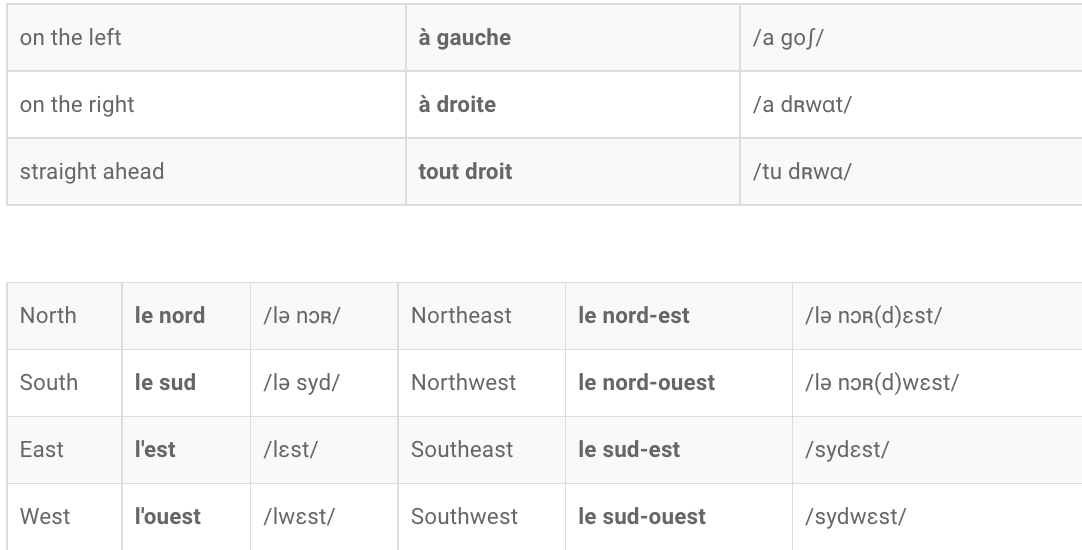 on the left à gauche /a goʃ/
on the right à droite /a dʀwɑt/
straight ahead tout droit /tu dʀwɑ/
North le nord /lə nɔʀ/ Northeast le nord-est /lə nɔʀ(d)ɛst/
South le sud /lə syd/ Northwest le nord-ouest /lə nɔʀ(d)wɛst/
East l'est /lɛst/ Southeast le sud-est /sydɛst/
West l'ouest /lwɛst/ Southwest le sud-ouest /sydwɛst/